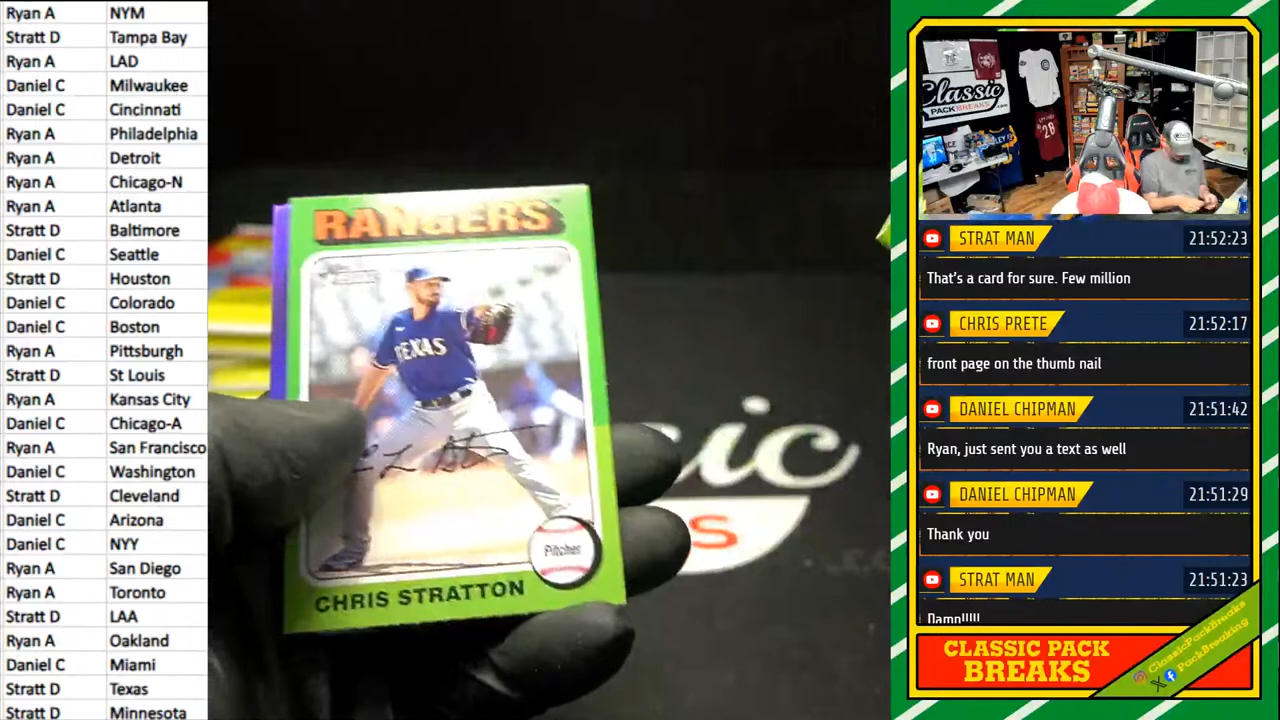 Ryan A NYM
Stratt D Tampa Bay
Ryan A LAD
Daniel C Milwaukee
Daniel C Cincinnati
Ryan A Philadelphia
Ryan A Detroit
Ryan A Chicago-N
Ryan A Atlanta
Stratt D Baltimore
Daniel C Seattle
Stratt D Houston
Daniel C Colorado
Daniel C Boston
Ryan A Pittsburgh
Stratt D St Louis
Ryan A Kansas City
Daniel C Chicago-A
Ryan A San Francisco
Daniel C Washington
Stratt D Cleveland
Daniel C Arizona
Daniel C NYY
Ryan A San Diego
Ryan A Toronto
Stratt D LAA
Ryan A Oakland
Daniel C Miami
Stratt D Texas
Stratt D Minnesota
RANGERS
TEXAS
Pitcher
CHRIS STRATTON
Classic
PACK BREAKS.com
28
STRAT MAN 21:52:23
That's a card for sure. Few million
CHRIS PRETE 21:52:17
front page on the thumb nail
DANIEL CHIPMAN 21:51:42
Ryan, just sent you a text as well
DANIEL CHIPMAN 21:51:29
Thank you
STRAT MAN 21:51:23
Damn!!!!!
CLASSIC PACK
BREAKS
ClassicPackBreaks
PackBreaking